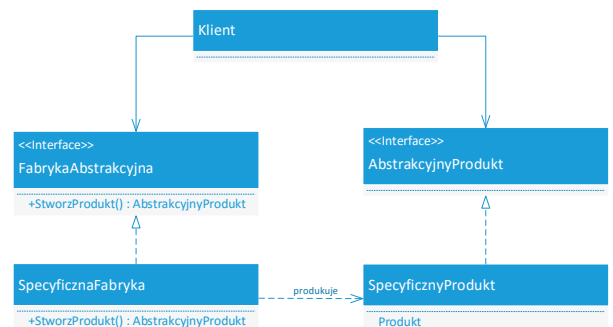 Klient
<<Interface>>
FabrykaAbstrakcyjna
+StworzProdukt() : AbstrakcyjnyProdukt
<<Interface>>
AbstrakcyjnyProdukt
SpecyficznaFabryka
+StworzProdukt() : AbstrakcyjnyProdukt
produkuje
SpecyficznyProdukt
Produkt